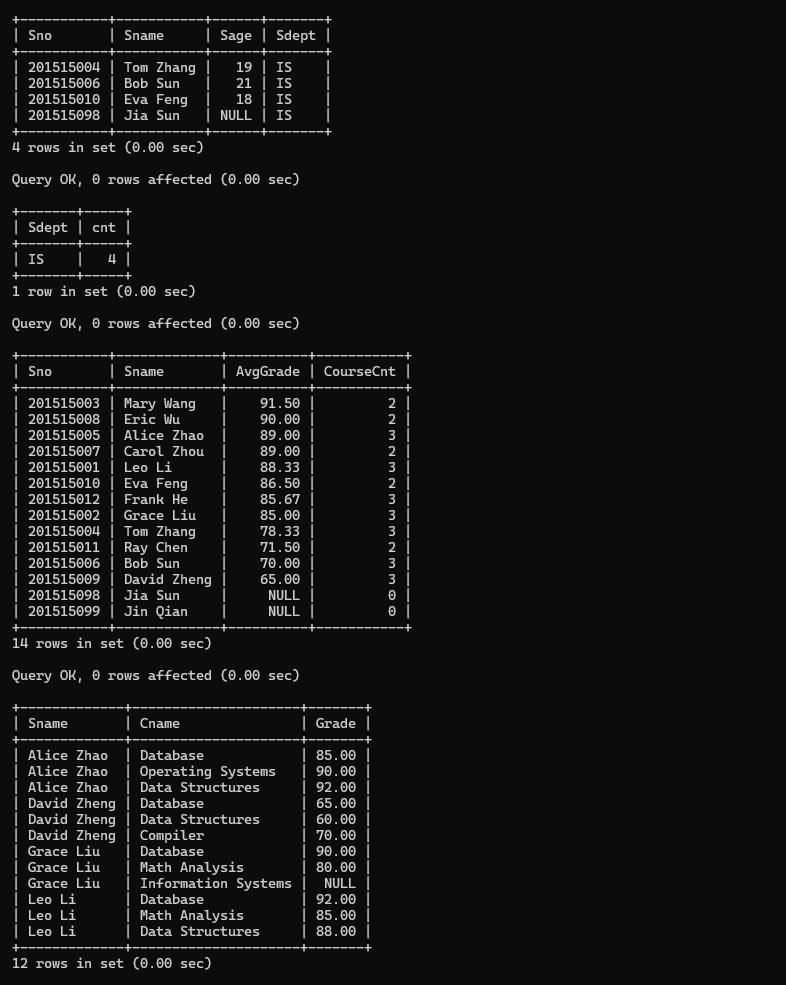 +-----------+-----------+------+-------+
| Sno       | Sname     | Sage | Sdept |
+-----------+-----------+------+-------+
| 201515004 | Tom Zhang |   19 | IS    |
| 201515006 | Bob Sun   |   21 | IS    |
| 201515010 | Eva Feng  |   18 | IS    |
| 201515098 | Jia Sun   | NULL | IS    |
+-----------+-----------+------+-------+
4 rows in set (0.00 sec)

Query OK, 0 rows affected (0.00 sec)

+-------+-----+
| Sdept | cnt |
+-------+-----+
| IS    |   4 |
+-------+-----+
1 row in set (0.00 sec)

Query OK, 0 rows affected (0.00 sec)

+-----------+-------------+----------+-----------+
| Sno       | Sname       | AvgGrade | CourseCnt |
+-----------+-------------+----------+-----------+
| 201515003 | Mary Wang   |    91.50 |         2 |
| 201515008 | Eric Wu     |    90.00 |         2 |
| 201515005 | Alice Zhao  |    89.00 |         3 |
| 201515007 | Carol Zhou  |    89.00 |         2 |
| 201515001 | Leo Li      |    88.33 |         3 |
| 201515010 | Eva Feng    |    86.50 |         2 |
| 201515012 | Frank He    |    85.67 |         3 |
| 201515002 | Grace Liu   |    85.00 |         3 |
| 201515004 | Tom Zhang   |    78.33 |         3 |
| 201515011 | Ray Chen    |    71.50 |         2 |
| 201515006 | Bob Sun     |    70.00 |         3 |
| 201515009 | David Zheng |    65.00 |         3 |
| 201515098 | Jia Sun     |     NULL |         0 |
| 201515099 | Jin Qian    |     NULL |         0 |
+-----------+-------------+----------+-----------+
14 rows in set (0.00 sec)

Query OK, 0 rows affected (0.00 sec)

+-------------+---------------------+-------+
| Sname       | Cname               | Grade |
+-------------+---------------------+-------+
| Alice Zhao  | Database            | 85.00 |
| Alice Zhao  | Operating Systems   | 90.00 |
| Alice Zhao  | Data Structures     | 92.00 |
| David Zheng | Database            | 65.00 |
| David Zheng | Data Structures     | 60.00 |
| David Zheng | Compiler            | 70.00 |
| Grace Liu   | Database            | 90.00 |
| Grace Liu   | Math Analysis       | 80.00 |
| Grace Liu   | Information Systems |  NULL |
| Leo Li      | Database            | 92.00 |
| Leo Li      | Math Analysis       | 85.00 |
| Leo Li      | Data Structures     | 88.00 |
+-------------+---------------------+-------+
12 rows in set (0.00 sec)